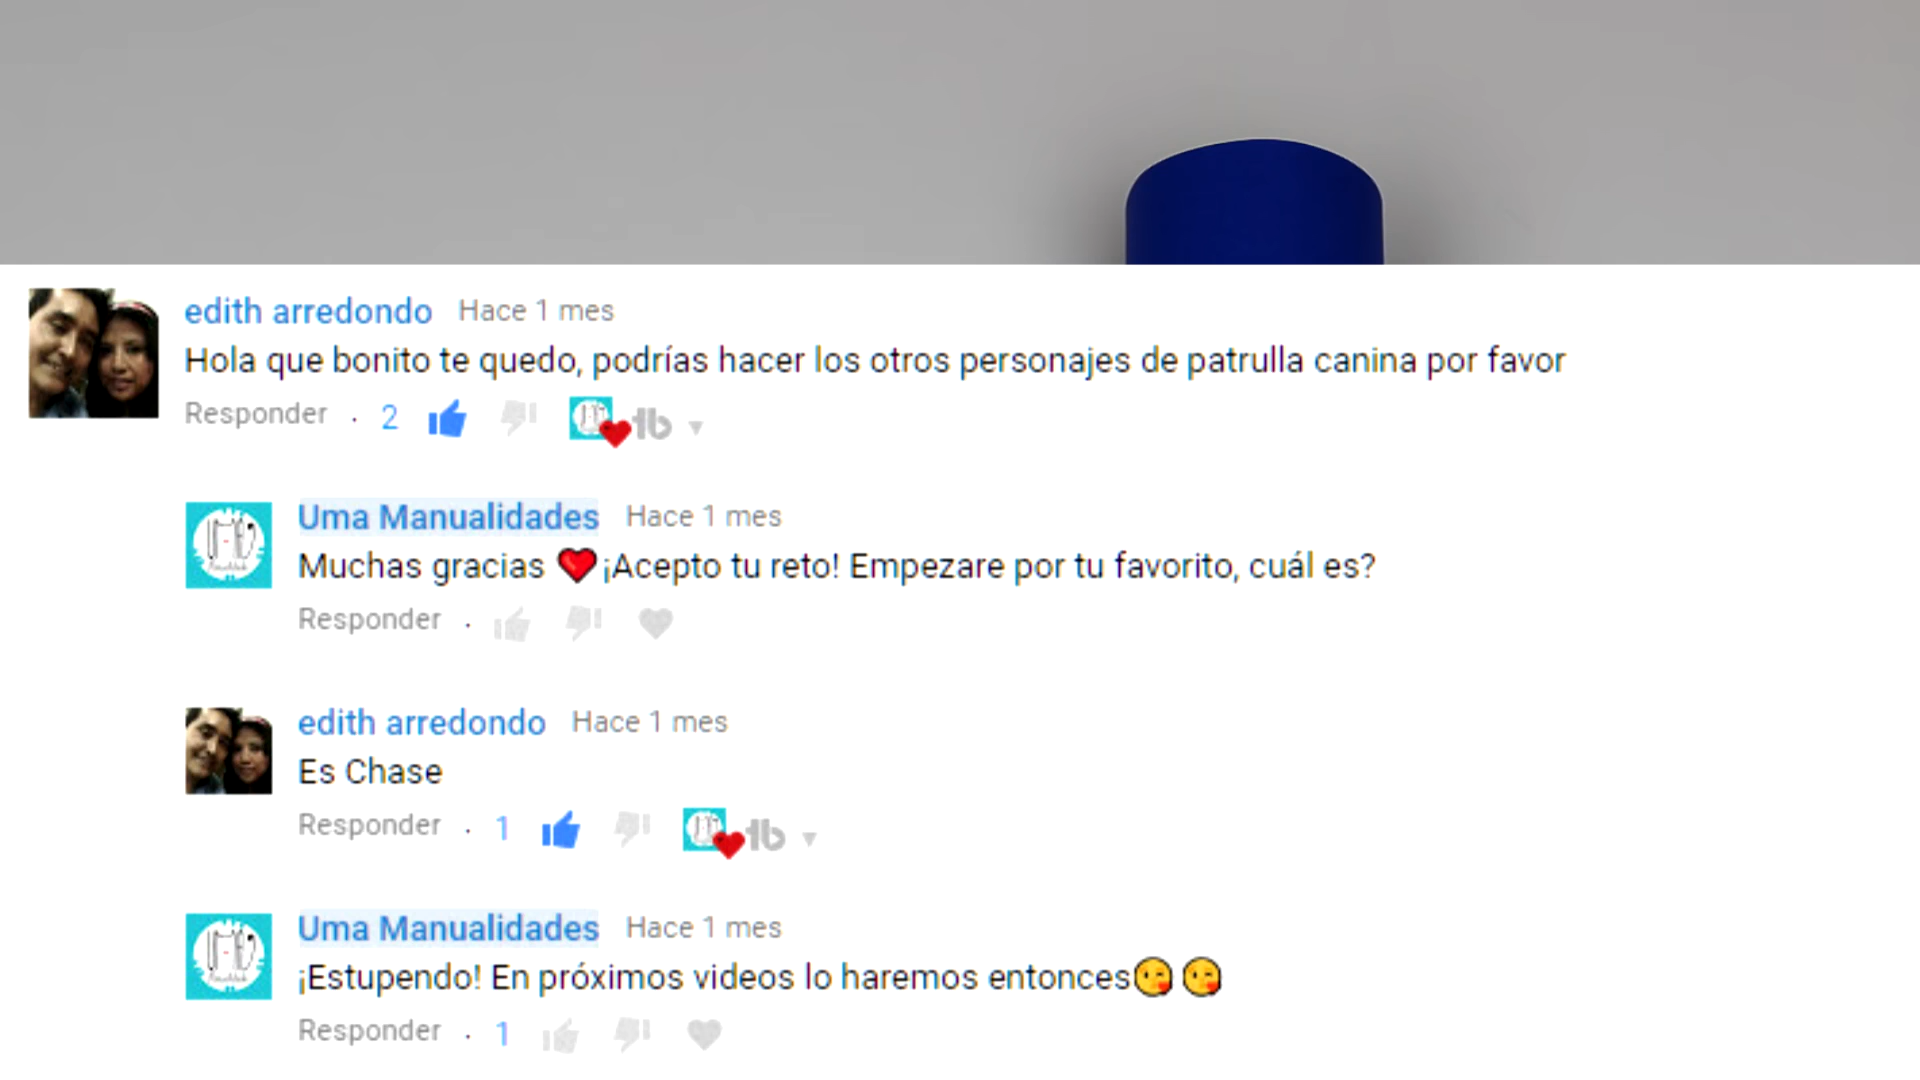 edith arredondo Hace 1 mes
Hola que bonito te quedo, podrías hacer los otros personajes de patrulla canina por favor
Responder . 2
Uma Manualidades Hace 1 mes
Muchas gracias ❤️¡Acepto tu reto! Empezare por tu favorito, cuál es?
Responder .
edith arredondo Hace 1 mes
Es Chase
Responder . 1
Uma Manualidades Hace 1 mes
¡Estupendo! En próximos videos lo haremos entonces😘 😘
Responder . 1